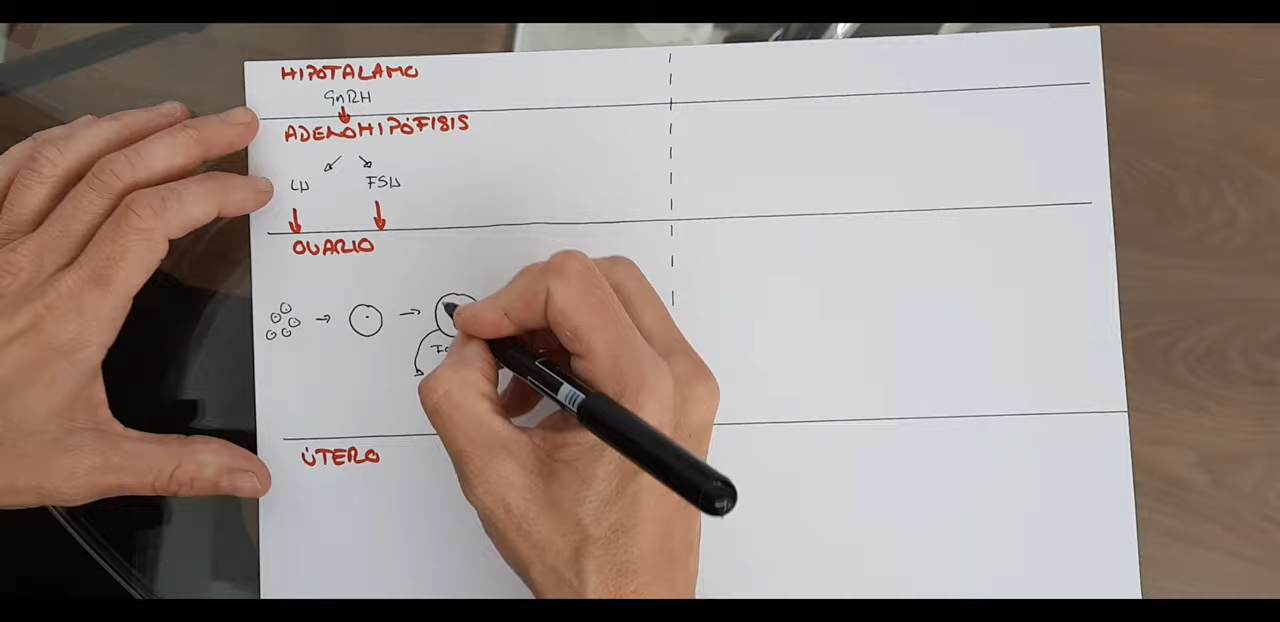 HIPOTALAMO
GnRH
ADENOHIPÓFISIS
LH FSH
OVARIO
ÚTERO